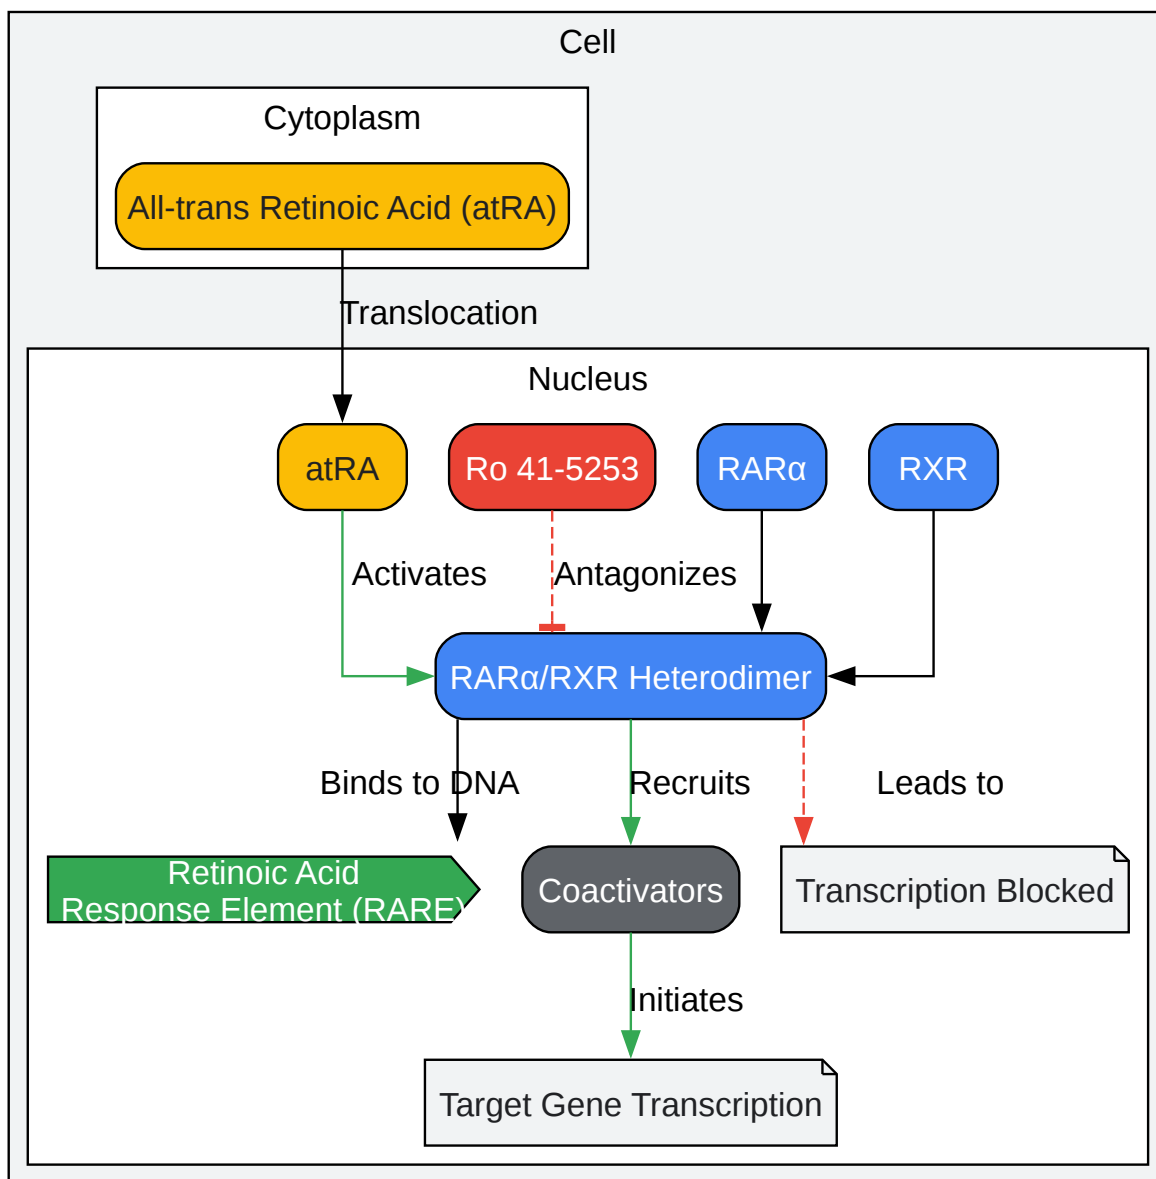 Cell
Cytoplasm
All-trans Retinoic Acid (atRA)
Translocation
Nucleus
atRA
Ro 41-5253
RARα
RXR
Activates
Antagonizes
RARα/RXR Heterodimer
Binds to DNA
Recruits
Leads to
Retinoic Acid
Response Element (RARE)
Coactivators
Transcription Blocked
Initiates
Target Gene Transcription